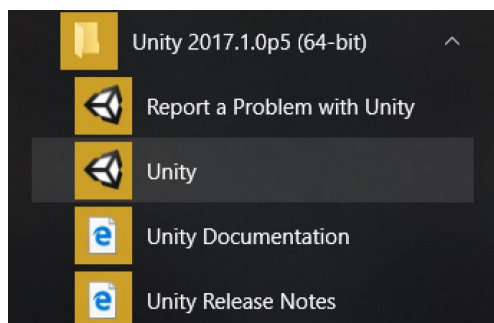 Unity 2017.1.0p5 (64-bit)
Report a Problem with Unity
Unity
Unity Documentation
Unity Release Notes